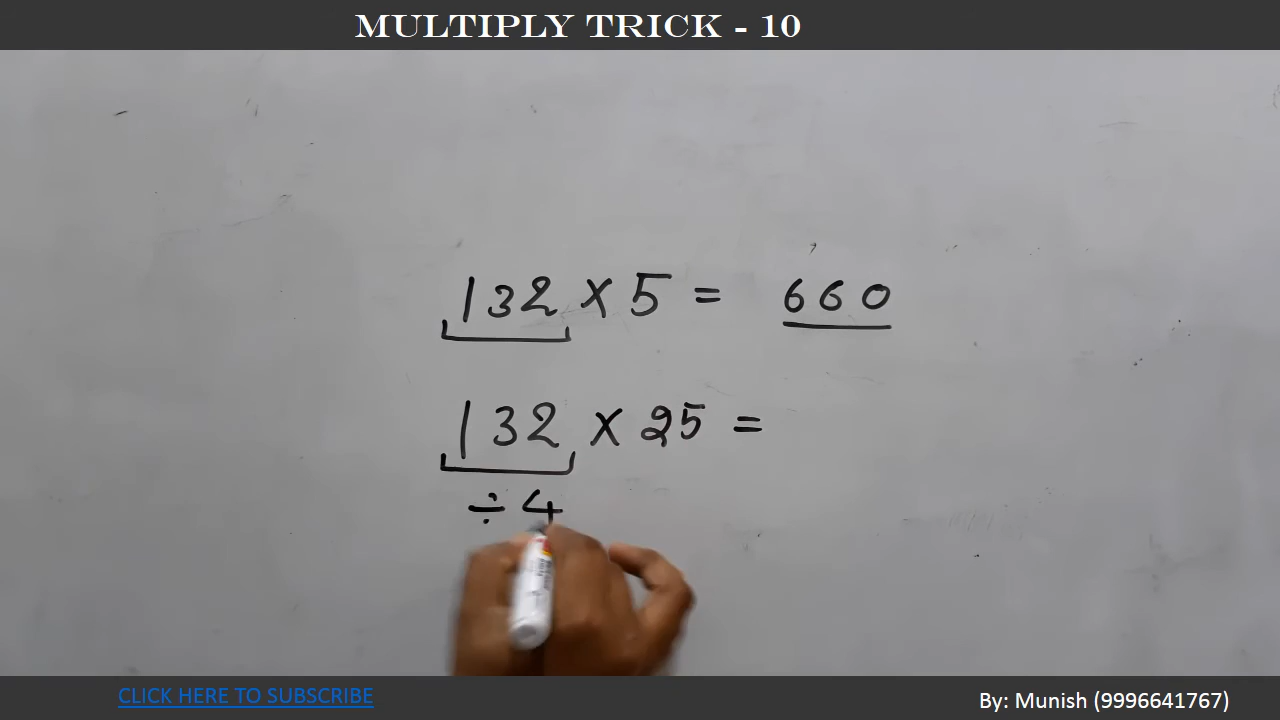 MULTIPLY TRICK - 10
132 × 5 = 660
132 × 25 =
÷ 4
CLICK HERE TO SUBSCRIBE
By: Munish (9996641767)